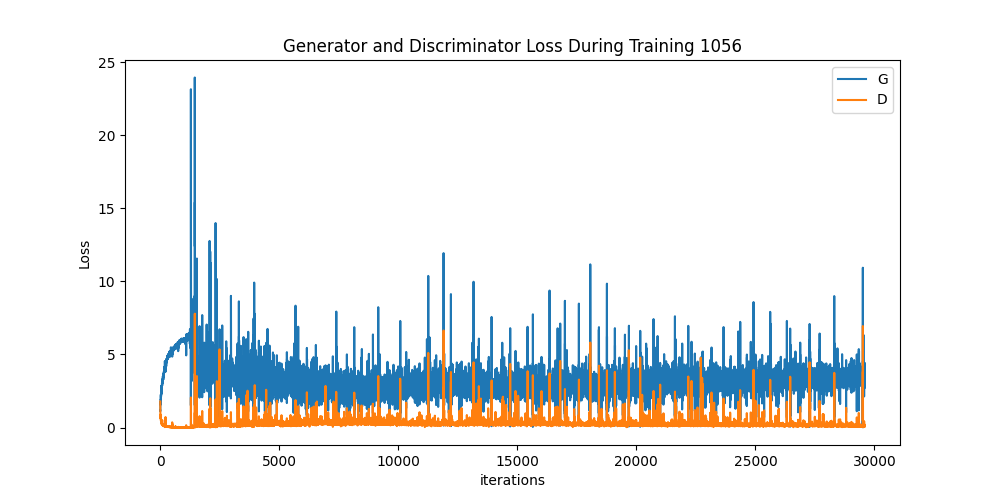 Generator and Discriminator Loss During Training 1056
G
D
Loss
25
20
15
10
5
0
0 5000 10000 15000 20000 25000 30000
iterations